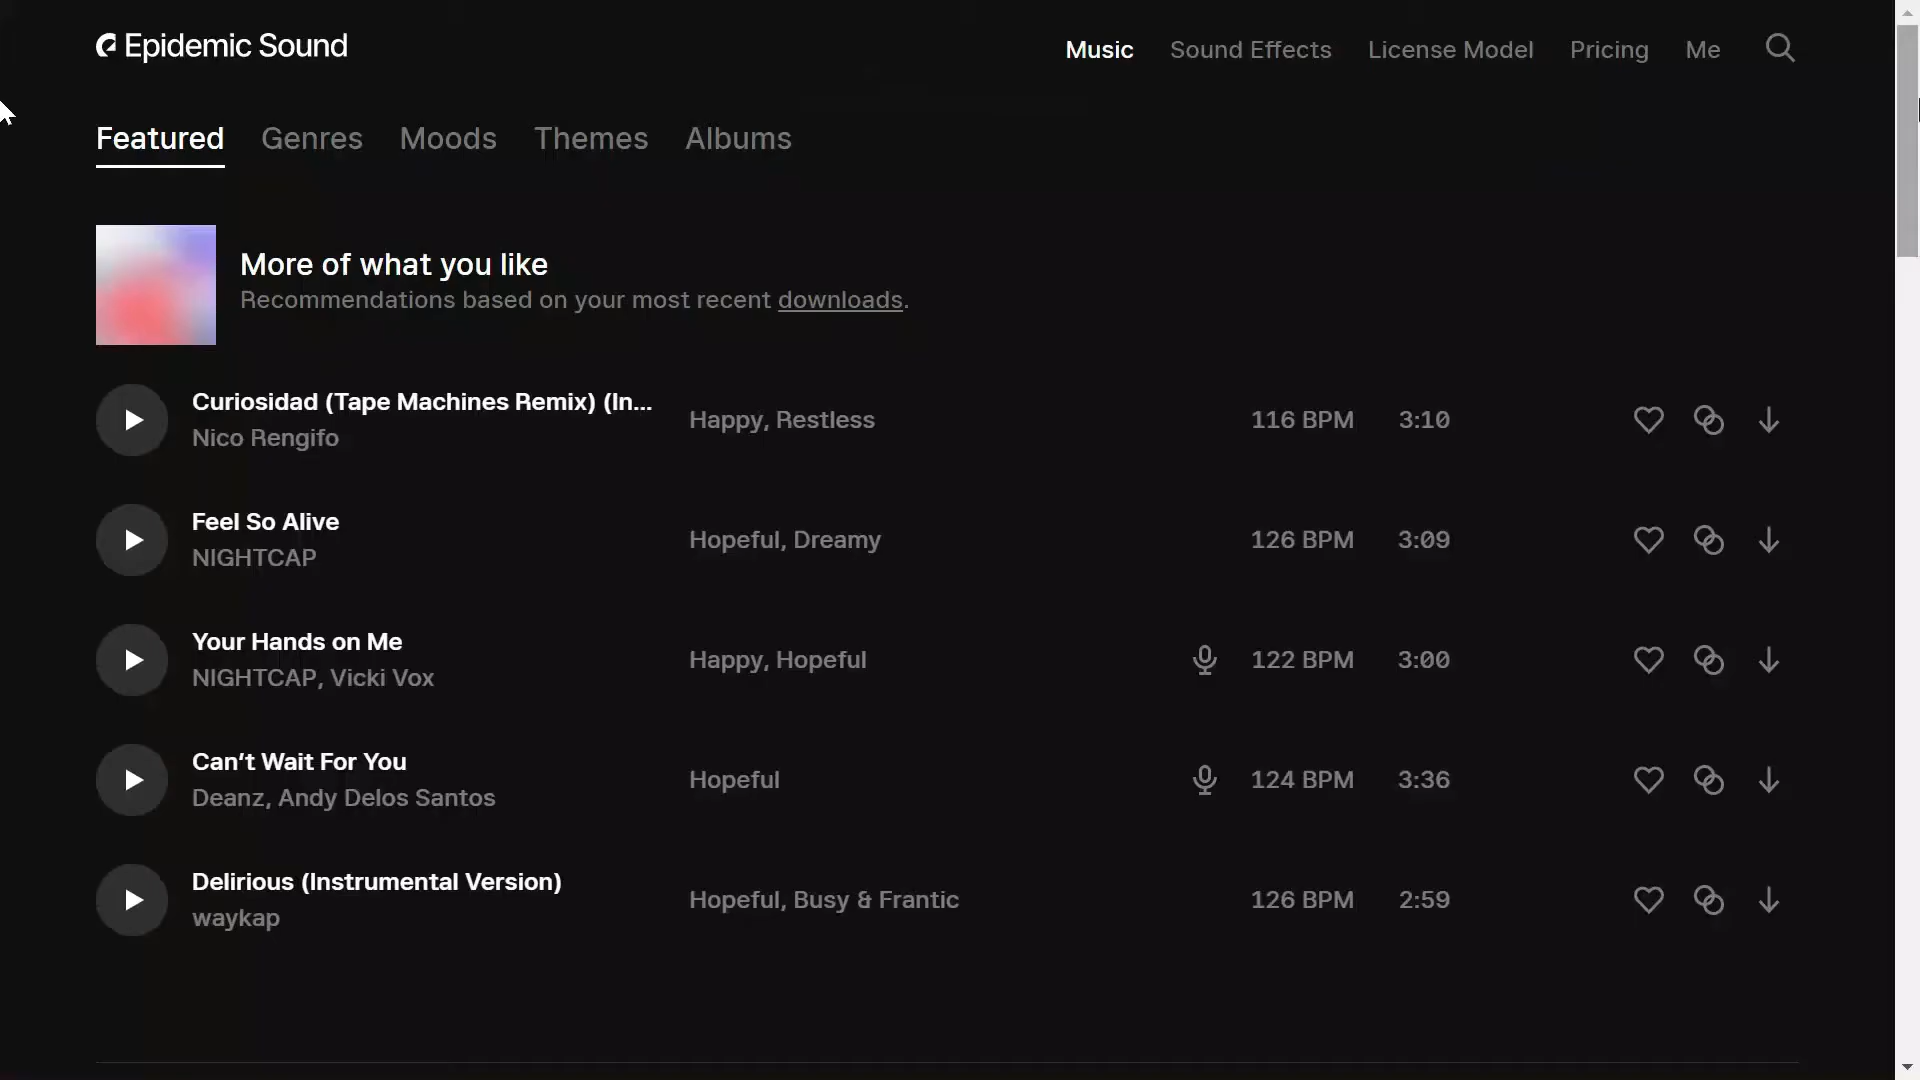 Epidemic Sound
Music Sound Effects License Model Pricing Me
Featured Genres Moods Themes Albums
More of what you like
Recommendations based on your most recent downloads.
Curiosidad (Tape Machines Remix) (In...
Nico Rengifo
Happy, Restless
116 BPM 3:10
Feel So Alive
NIGHTCAP
Hopeful, Dreamy
126 BPM 3:09
Your Hands on Me
NIGHTCAP, Vicki Vox
Happy, Hopeful
122 BPM 3:00
Can't Wait For You
Deanz, Andy Delos Santos
Hopeful
124 BPM 3:36
Delirious (Instrumental Version)
waykap
Hopeful, Busy & Frantic
126 BPM 2:59